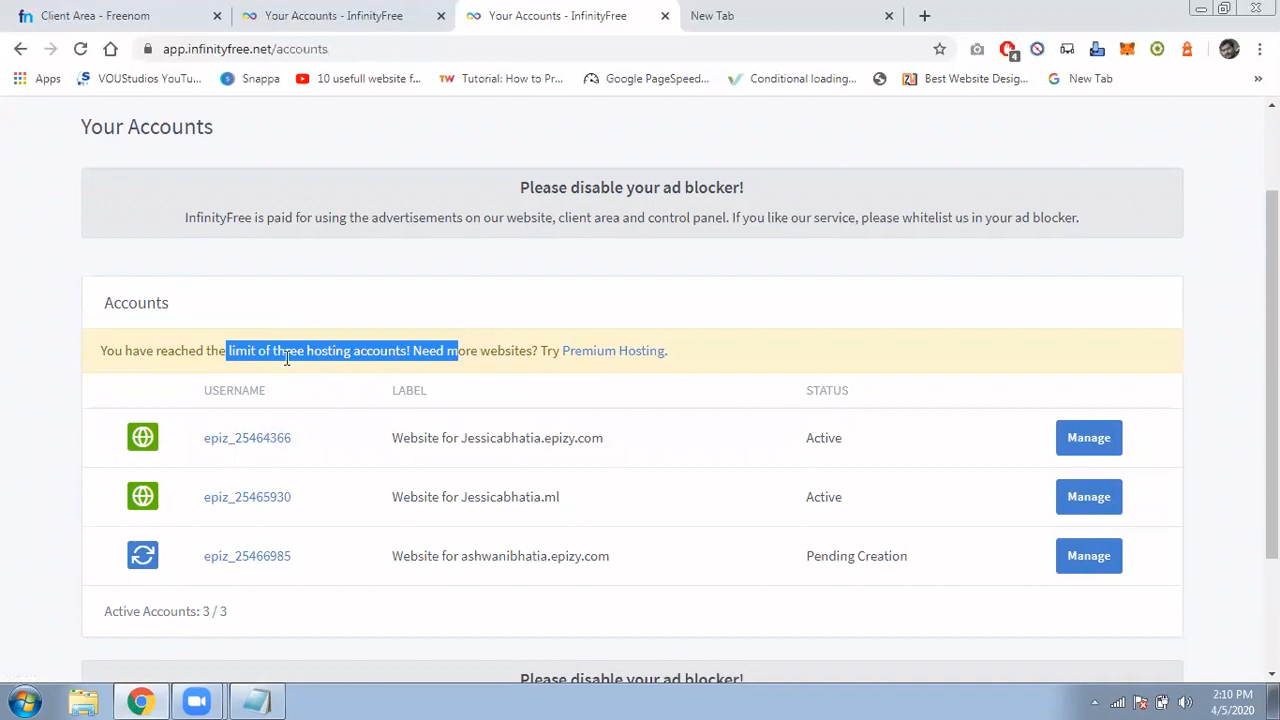 Client Area - Freenom
Your Accounts - InfinityFree
Your Accounts - InfinityFree
New Tab
app.infinityfree.net/accounts
4
Apps
VOUStudios YouTu...
Snappa
10 usefull website f...
TW Tutorial: How to Pr...
Google PageSpeed...
Conditional loading...
Best Website Desig...
New Tab
»
Your Accounts
Please disable your ad blocker!
InfinityFree is paid for using the advertisements on our website, client area and control panel. If you like our service, please whitelist us in your ad blocker.
Accounts
You have reached the limit of three hosting accounts! Need more websites? Try Premium Hosting.
USERNAME LABEL STATUS
epiz_25464366 Website for Jessicabhatia.epizy.com Active Manage
epiz_25465930 Website for Jessicabhatia.ml Active Manage
epiz_25466985 Website for ashwanibhatia.epizy.com Pending Creation Manage
Active Accounts: 3 / 3
Please disable your ad blocker!
2:10 PM
4/5/2020